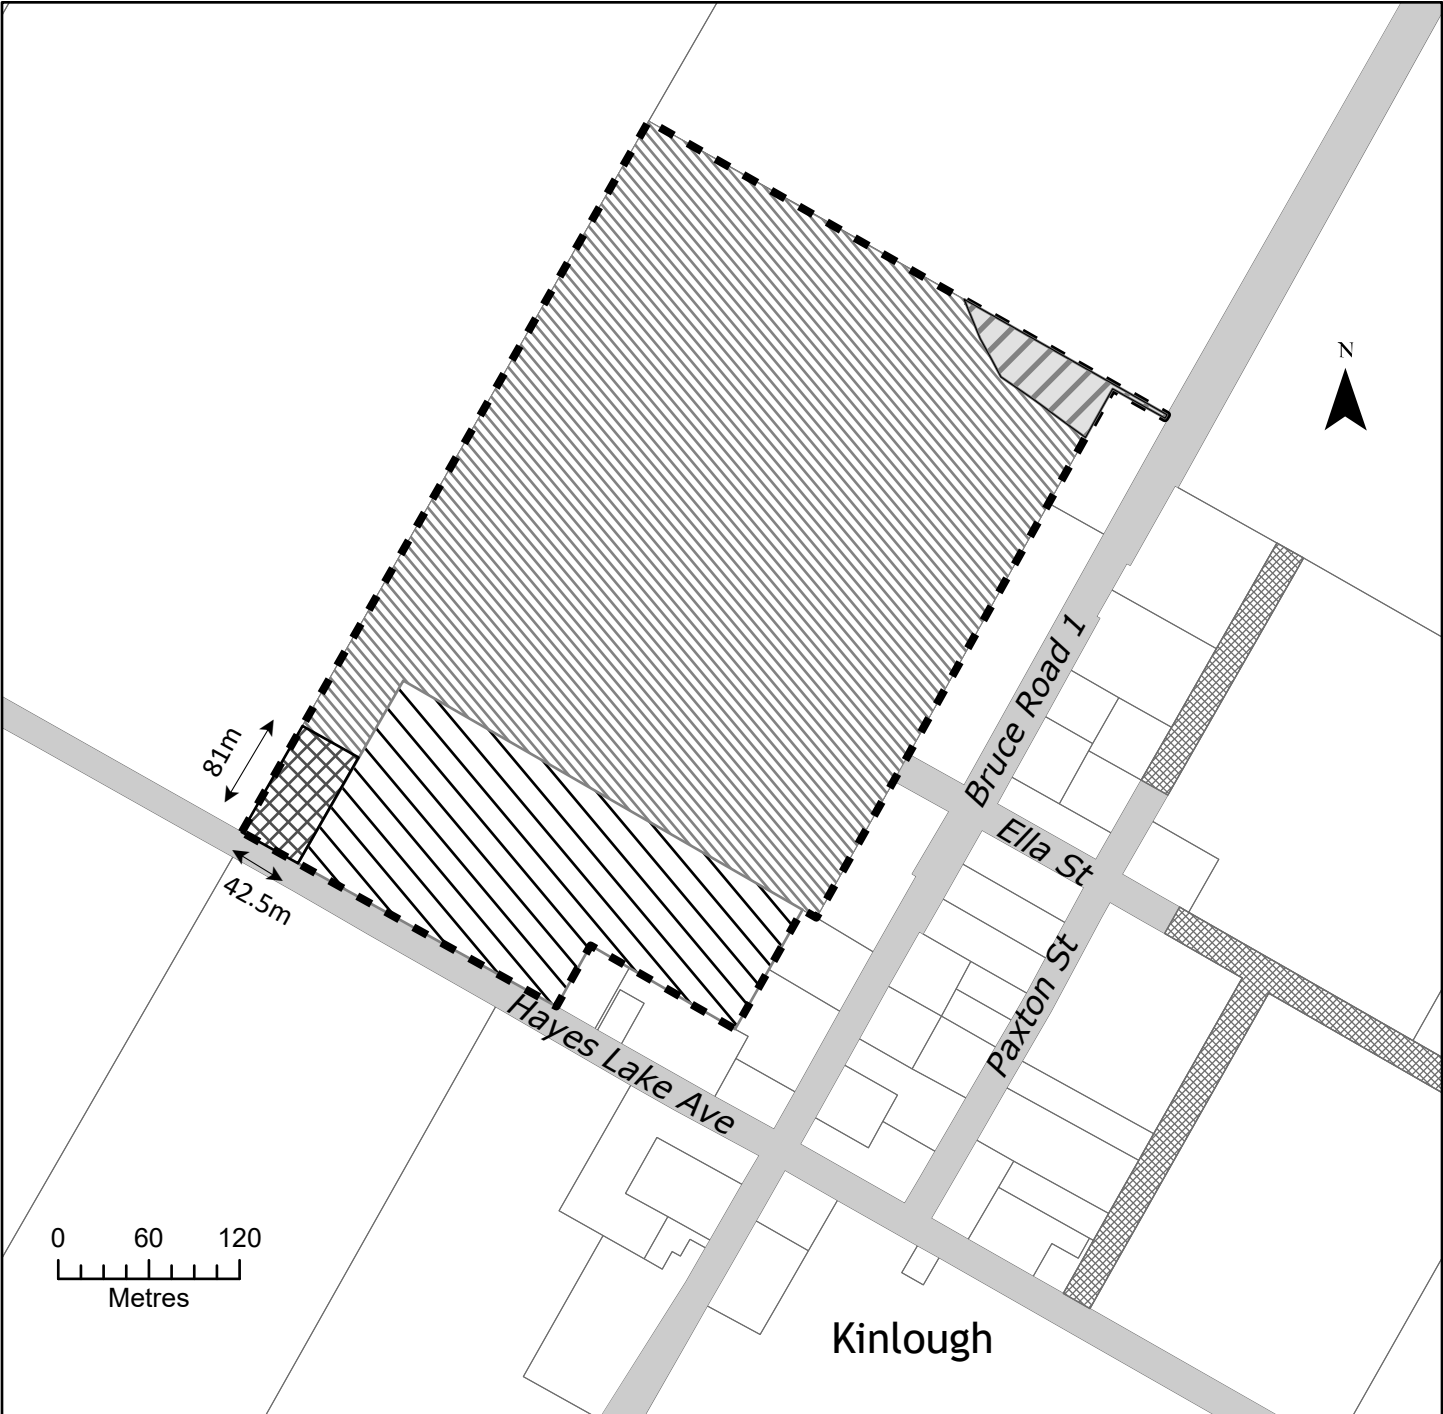 N
Bruce Road 1
81m
Ella St
42.5m
Paxton St
Hayes Lake Ave
0 60 120
Metres
Kinlough